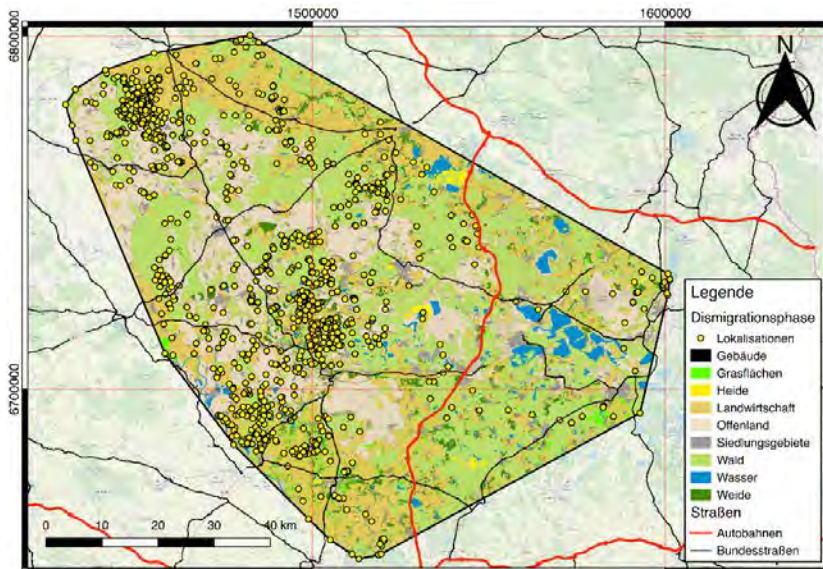 1500000
1600000
6800000
N
6700000
Legende
Dismigrationsphase
Lokalisationen
Gebäude
Grasflächen
Heide
Landwirtschaft
Offenland
Siedlungsgebiete
Wald
Wasser
Weide
Straßen
Autobahnen
Bundesstraßen
0 10 20 30 40 km